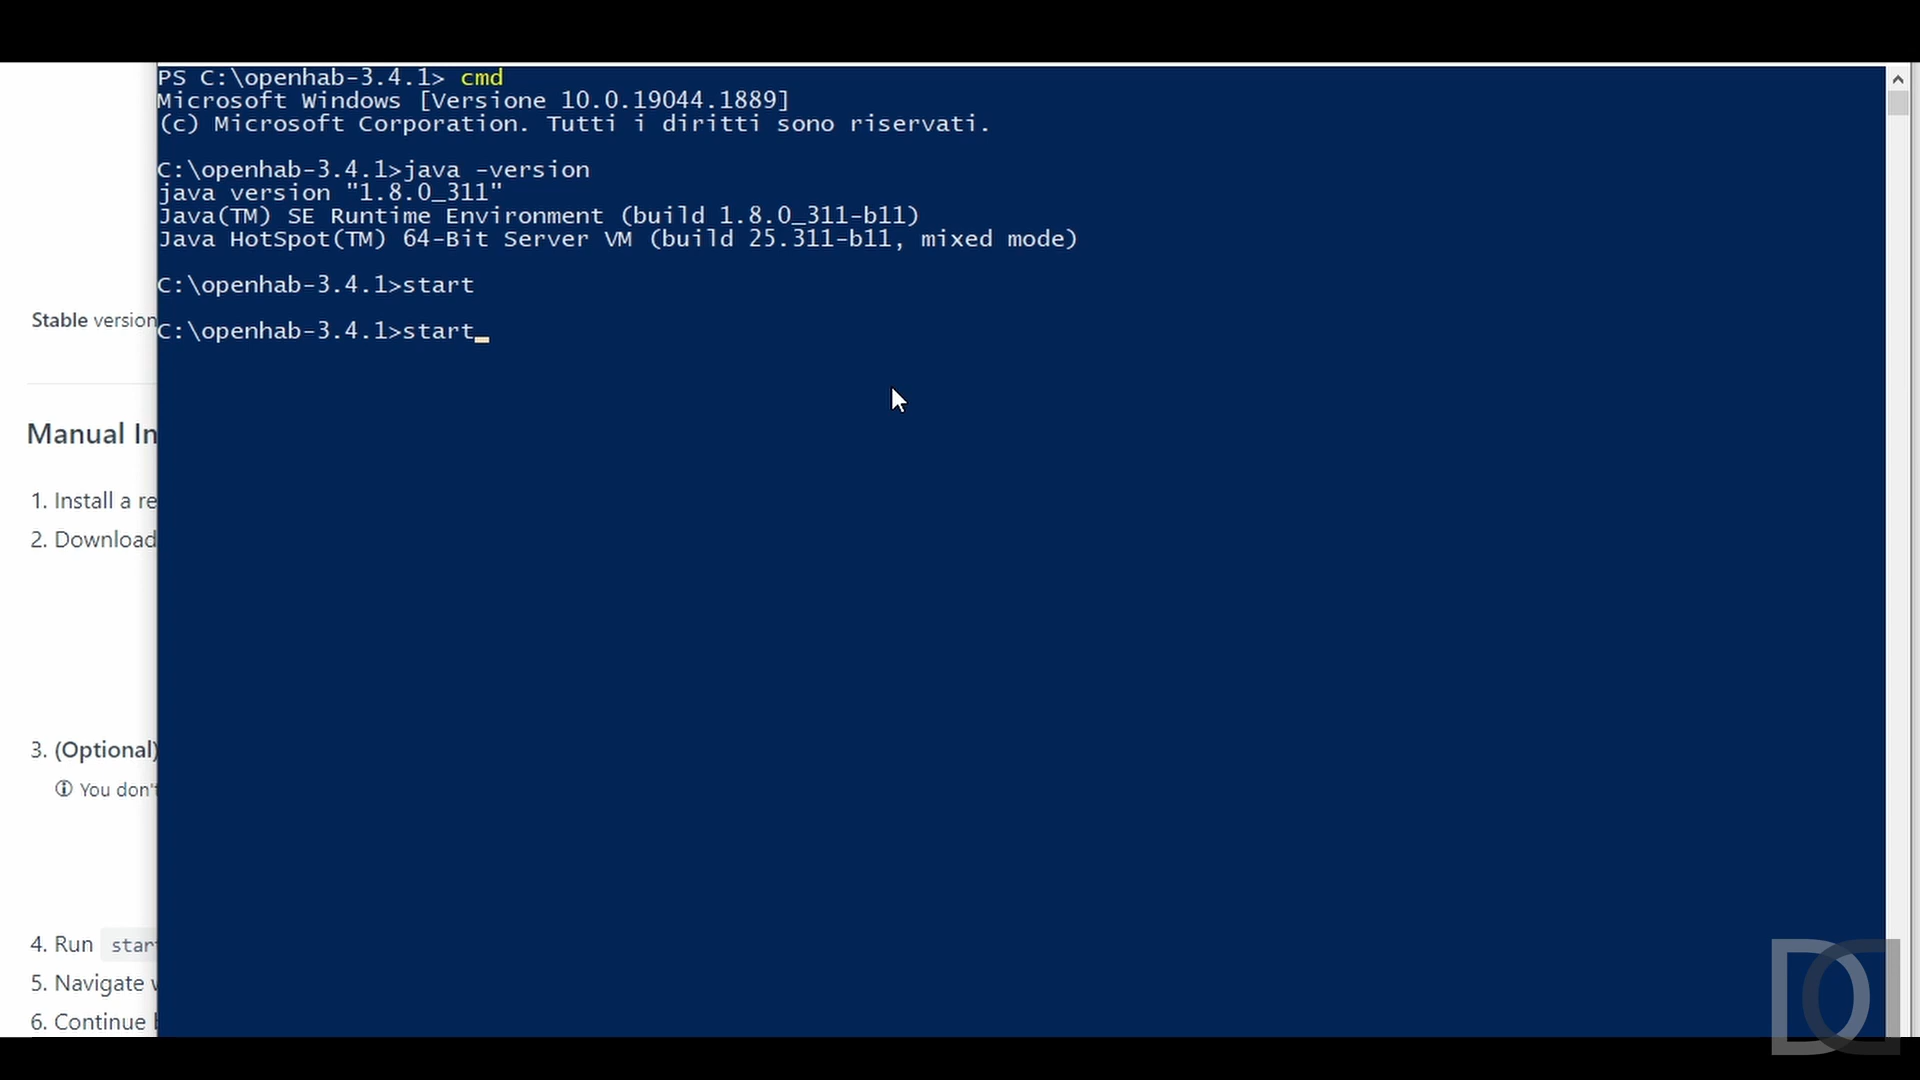 PS C:\openhab-3.4.1> cmd
Microsoft Windows [Versione 10.0.19044.1889]
(c) Microsoft Corporation. Tutti i diritti sono riservati.
C:\openhab-3.4.1>java -version
java version "1.8.0_311"
Java(TM) SE Runtime Environment (build 1.8.0_311-b11)
Java HotSpot(TM) 64-Bit Server VM (build 25.311-b11, mixed mode)
C:\openhab-3.4.1>start
C:\openhab-3.4.1>start
Stable version
Manual In
1. Install a re
2. Download
3. (Optional)
You don't
4. Run start
5. Navigate w
6. Continue